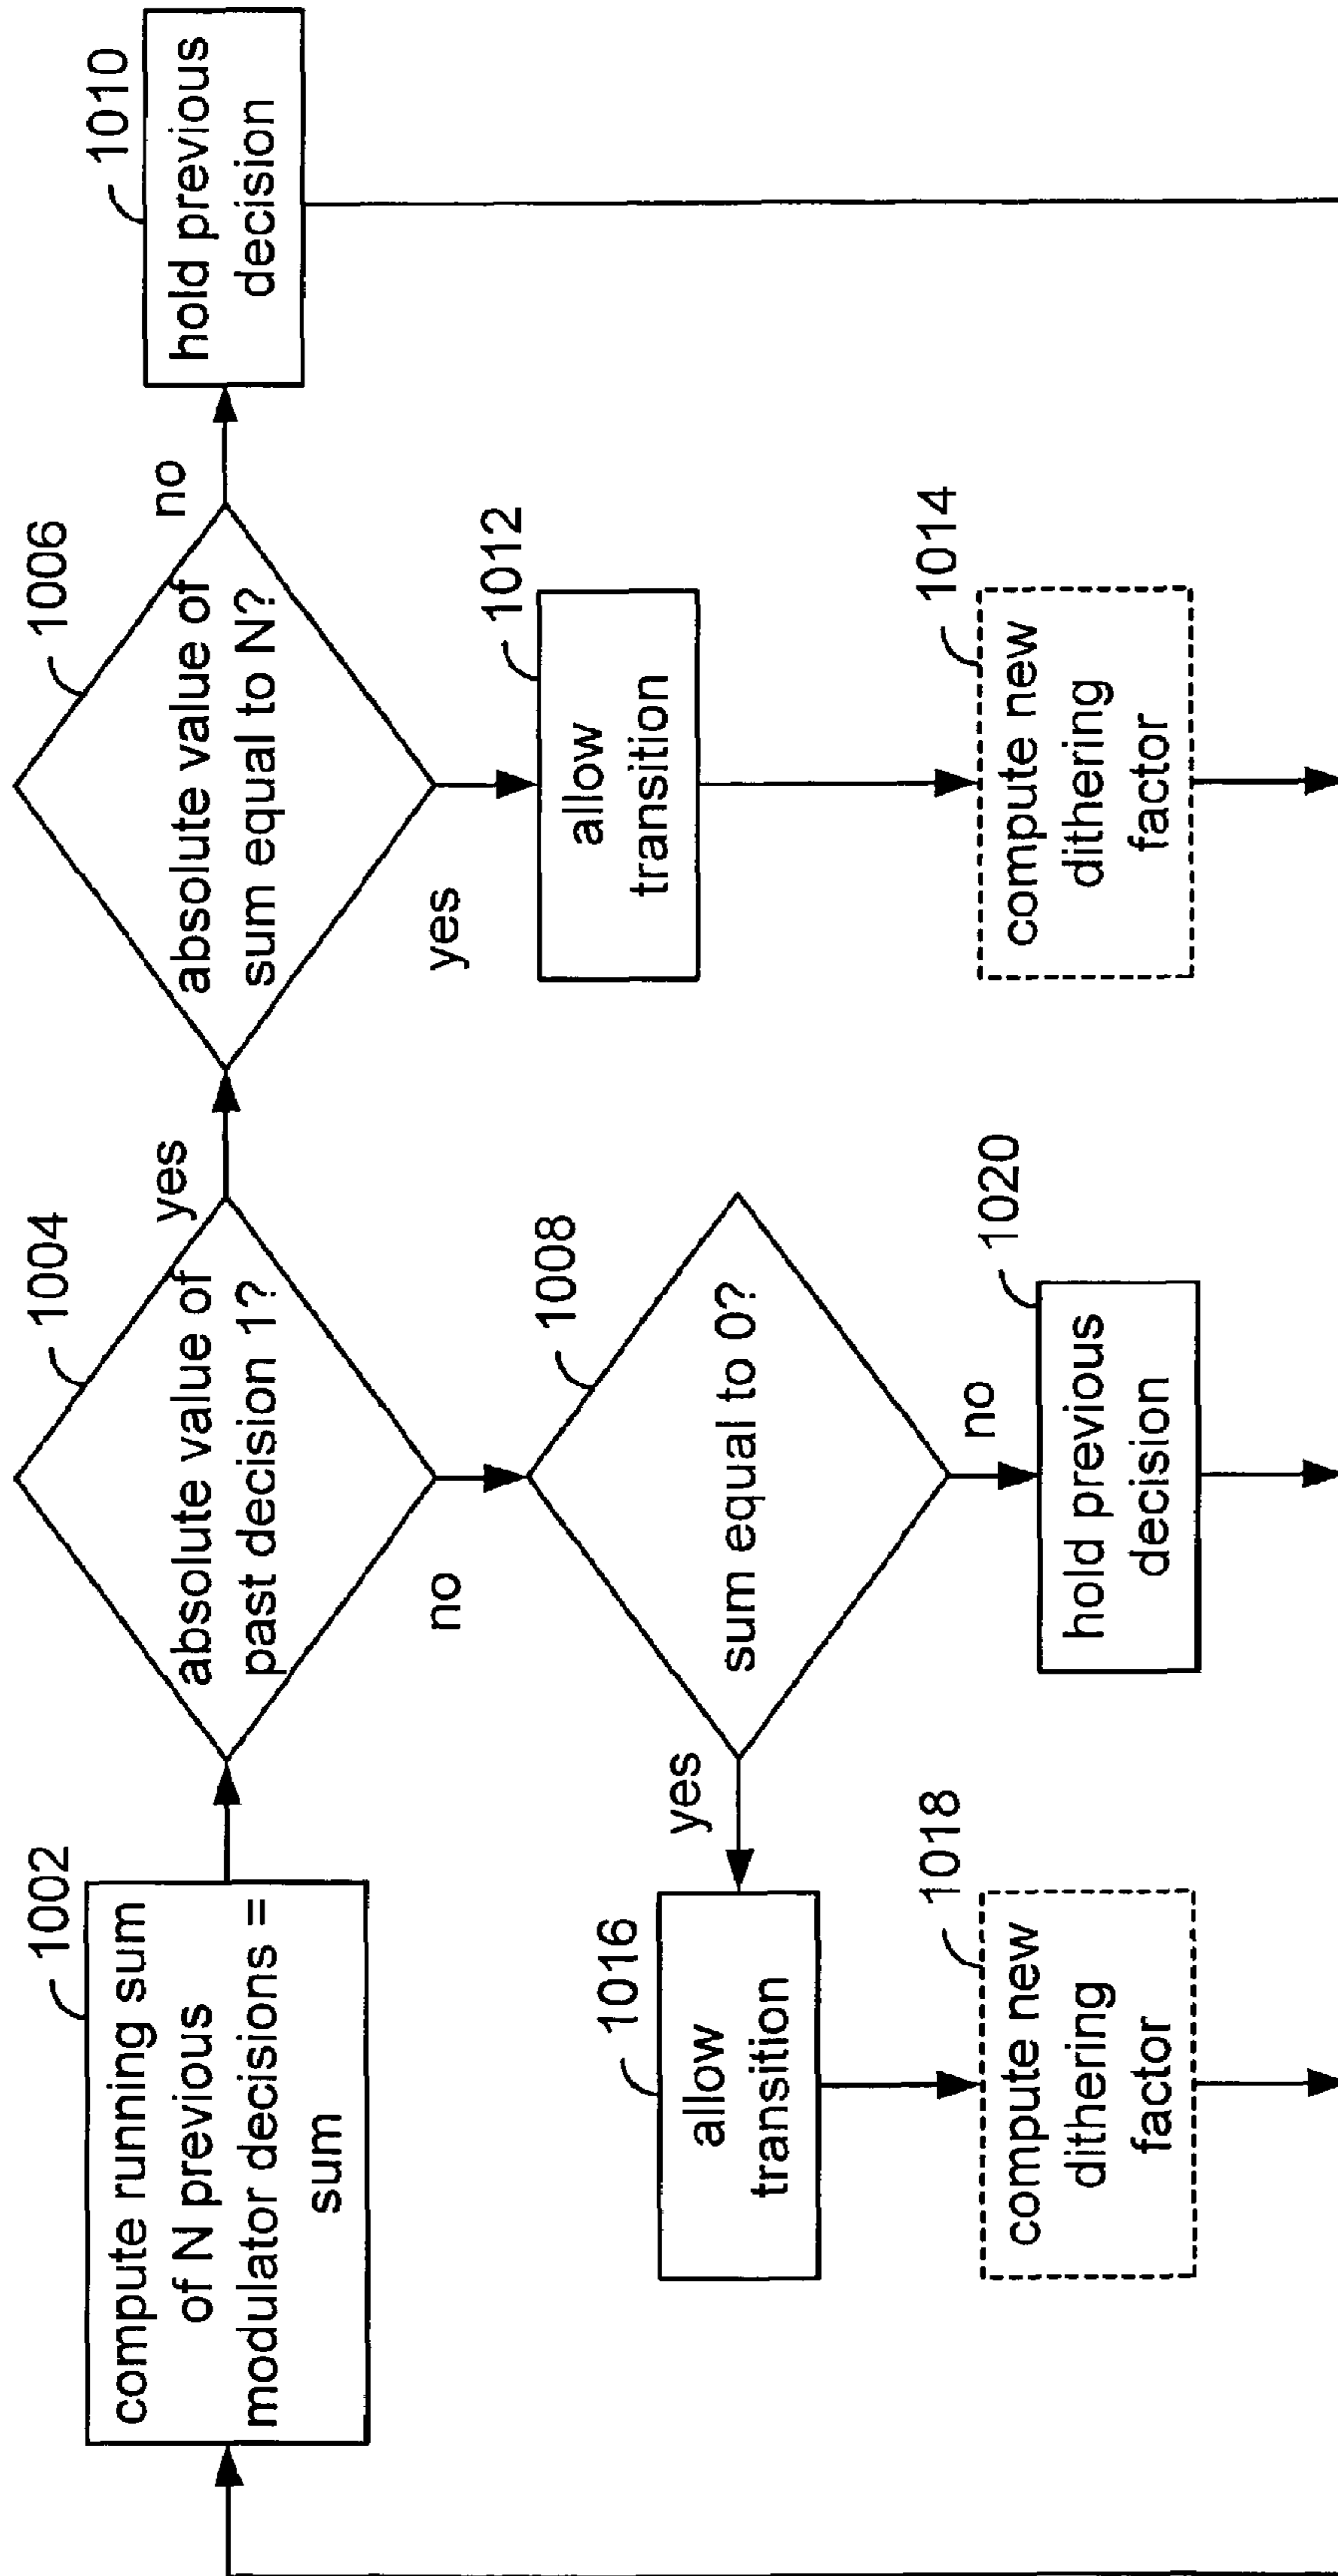 1002
compute running sum
of N previous
modulator decisions =
sum
1004
absolute value of
past decision 1?
yes
no
1006
absolute value of
sum equal to N?
no
yes
1010
hold previous
decision
1012
allow
transition
1014
compute new
dithering
factor
1008
sum equal to 0?
yes
no
1016
allow
transition
1018
compute new
dithering
factor
1020
hold previous
decision